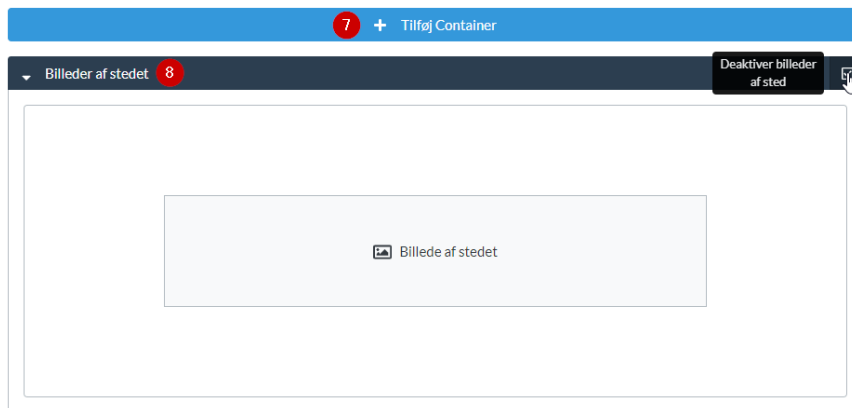 7 + Tilføj Container
Billeder af stedet 8
Deaktiver billeder
af sted
Billede af stedet